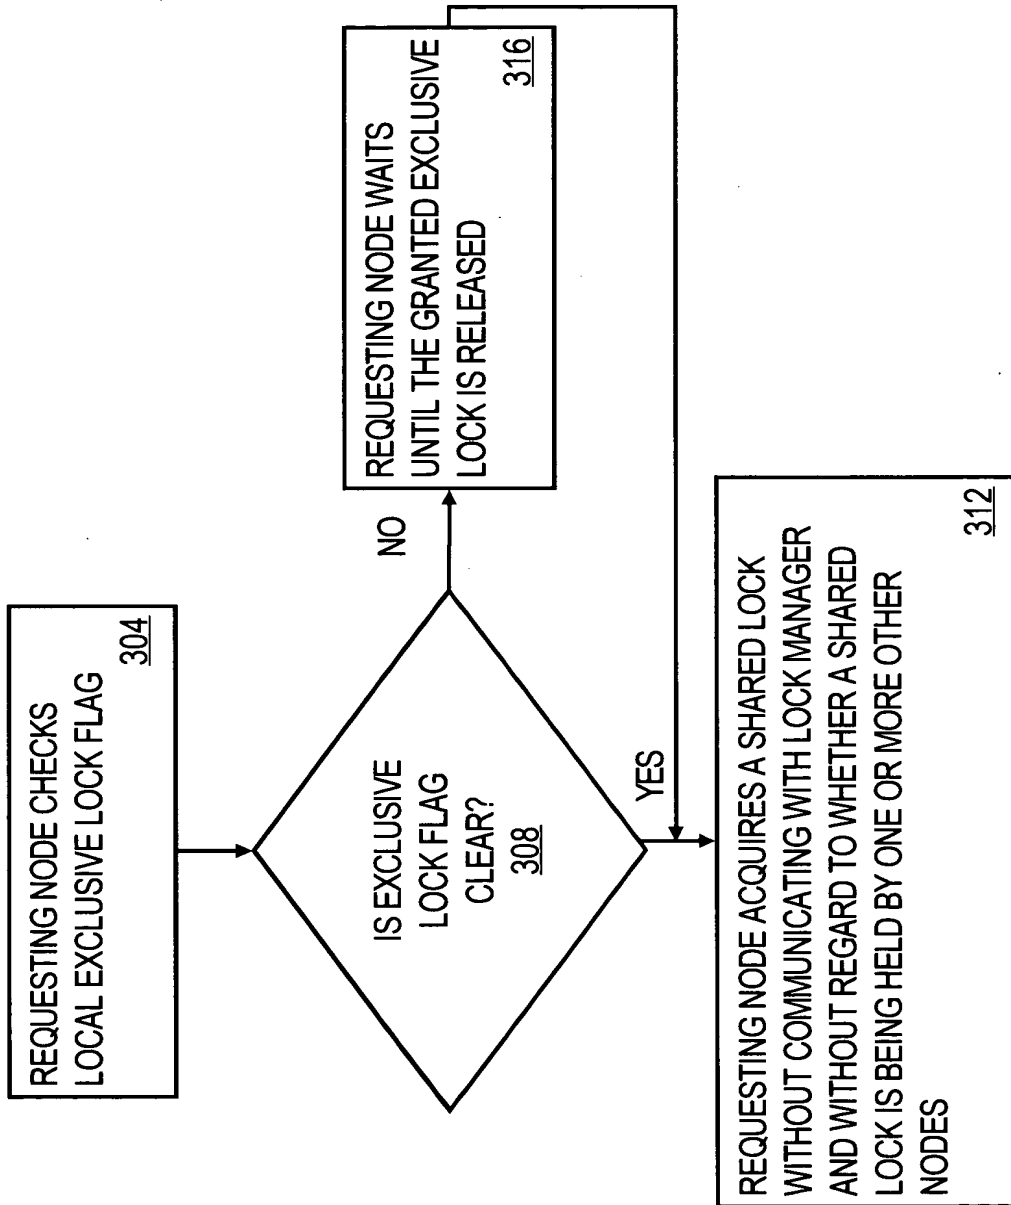 REQUESTING NODE CHECKS
LOCAL EXCLUSIVE LOCK FLAG
304
IS EXCLUSIVE
LOCK FLAG
CLEAR?
308
NO
REQUESTING NODE WAITS
UNTIL THE GRANTED EXCLUSIVE
LOCK IS RELEASED
316
YES
REQUESTING NODE ACQUIRES A SHARED LOCK
WITHOUT COMMUNICATING WITH LOCK MANAGER
AND WITHOUT REGARD TO WHETHER A SHARED
LOCK IS BEING HELD BY ONE OR MORE OTHER
NODES
312